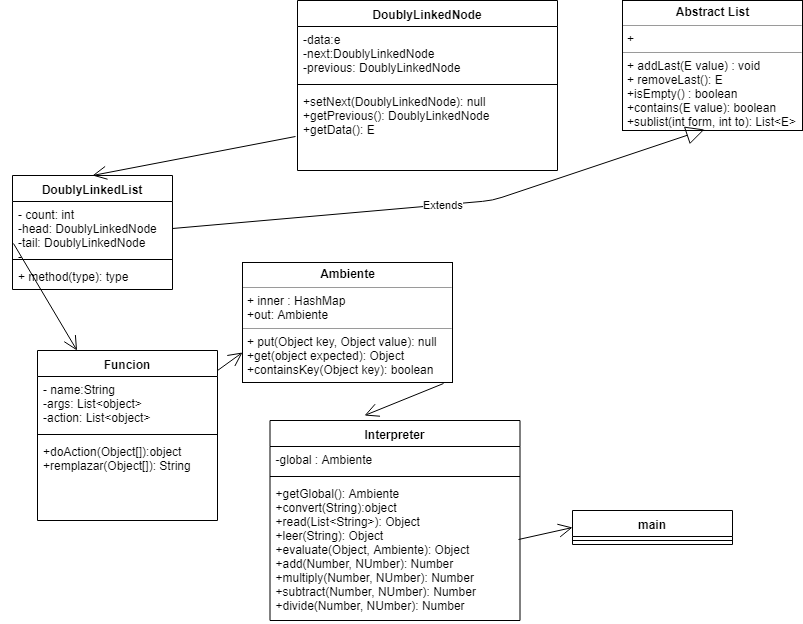 DoublyLinkedNode
-data:e
-next:DoublyLinkedNode
-previous: DoublyLinkedNode
+setNext(DoublyLinkedNode): null
+getPrevious(): DoublyLinkedNode
+getData(): E
Abstract List
+
+ addLast(E value) : void
+ removeLast(): E
+isEmpty() : boolean
+contains(E value): boolean
+sublist(int form, int to): List<E>
DoublyLinkedList
- count: int
-head: DoublyLinkedNode
-tail: DoublyLinkedNode
-
+ method(type): type
Extends
Ambiente
+ inner : HashMap
+out: Ambiente
+ put(Object key, Object value): null
+get(object expected): Object
+containsKey(Object key): boolean
Funcion
- name:String
-args: List<object>
-action: List<object>
+doAction(Object[]):object
+remplazar(Object[]): String
Interpreter
-global : Ambiente
+getGlobal(): Ambiente
+convert(String):object
+read(List<String>): Object
+leer(String): Object
+evaluate(Object, Ambiente): Object
+add(Number, NUmber): Number
+multiply(Number, NUmber): Number
+subtract(Number, NUmber): Number
+divide(Number, NUmber): Number
main